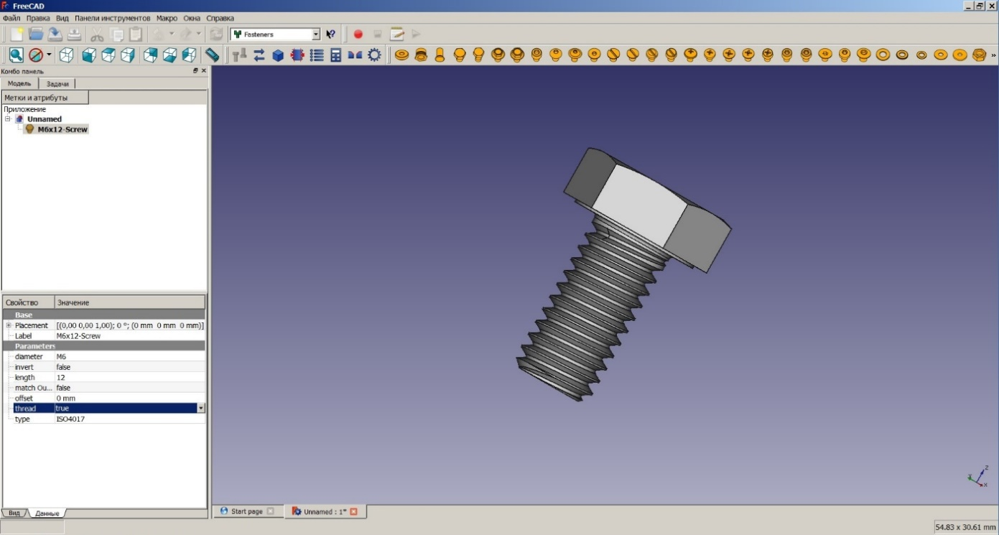 FreeCAD
Файл Правка Вид Панели инструментов Макро Окна Справка
Fasteners
Комбо панель
Модель Задачи
Метки и атрибуты
Приложение
Unnamed
M6x12-Screw
Свойство Значение
Base
Placement [(0,00 0,00 1,00); 0 °; (0 mm 0 mm 0 mm)]
Label M6x12-Screw
Parameters
diameter M6
invert false
length 12
match Ou... false
offset 0 mm
thread true
type ISO4017
Вид Данные
Start page Unnamed : 1*
z
Y
x
54.83 x 30.61 mm